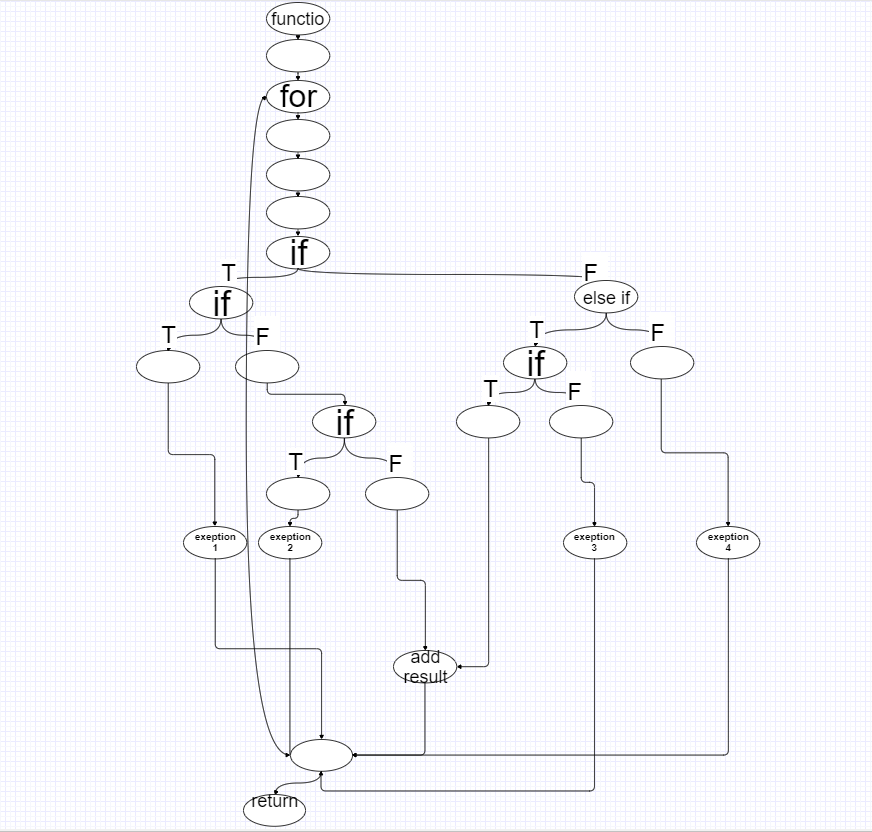 functio
for
if
T
F
if
else if
T
F
T
F
if
T
F
if
T
F
exeption
1
exeption
2
exeption
3
exeption
4
add
result
return